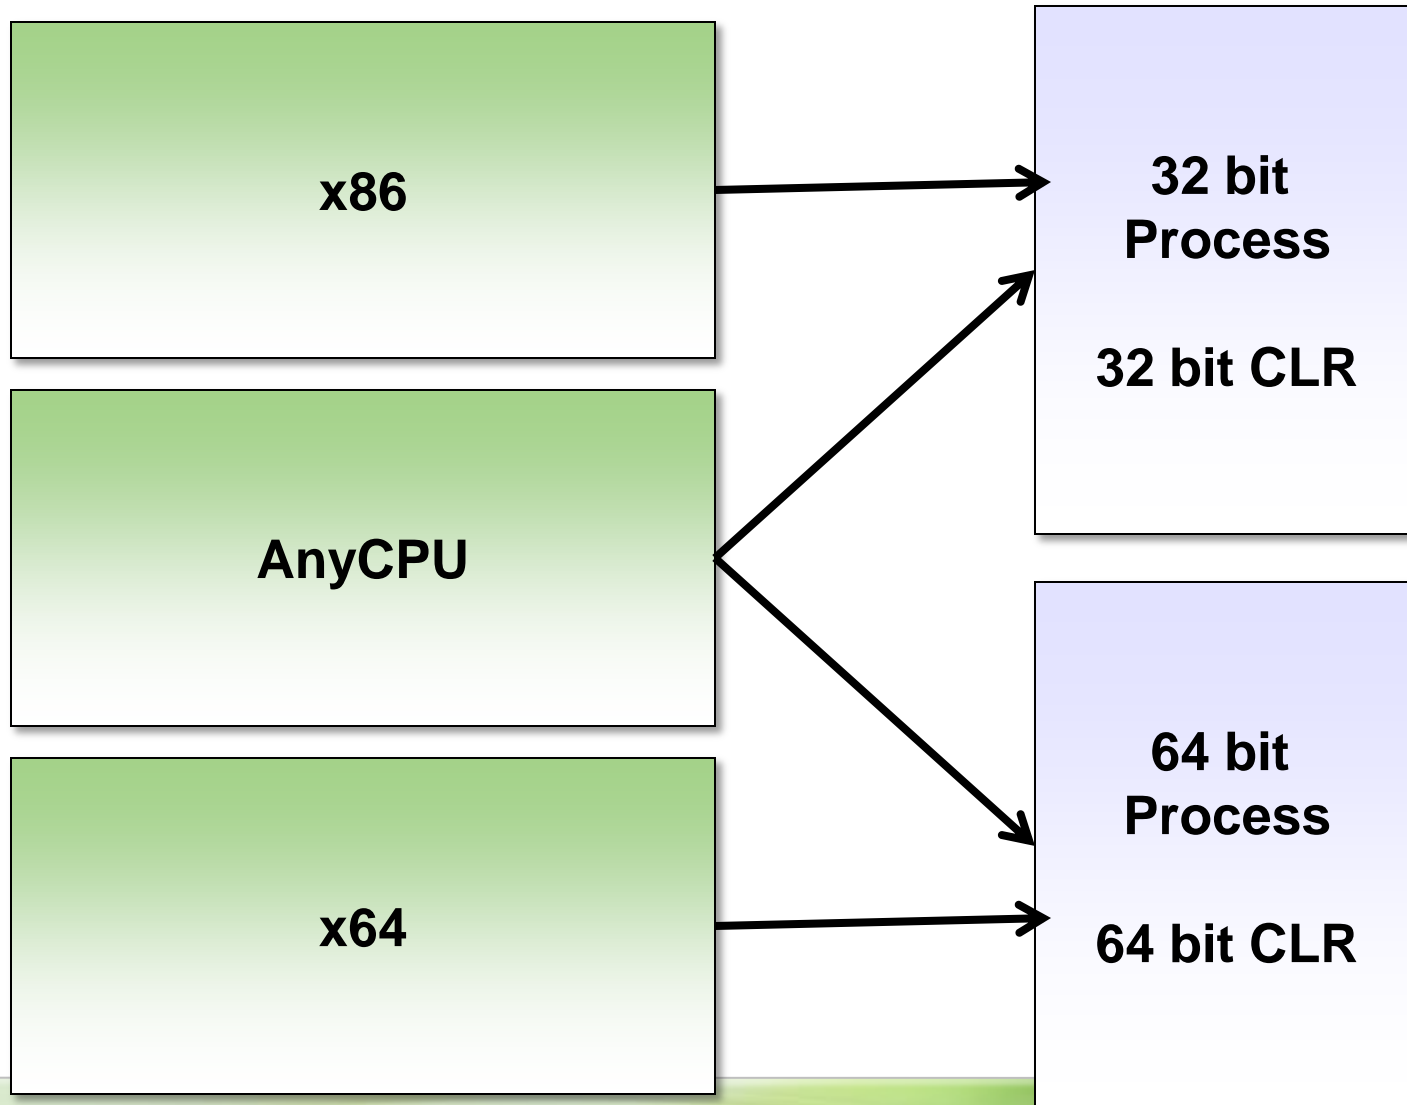 x86
AnyCPU
x64
32 bit
Process
32 bit CLR
64 bit
Process
64 bit CLR